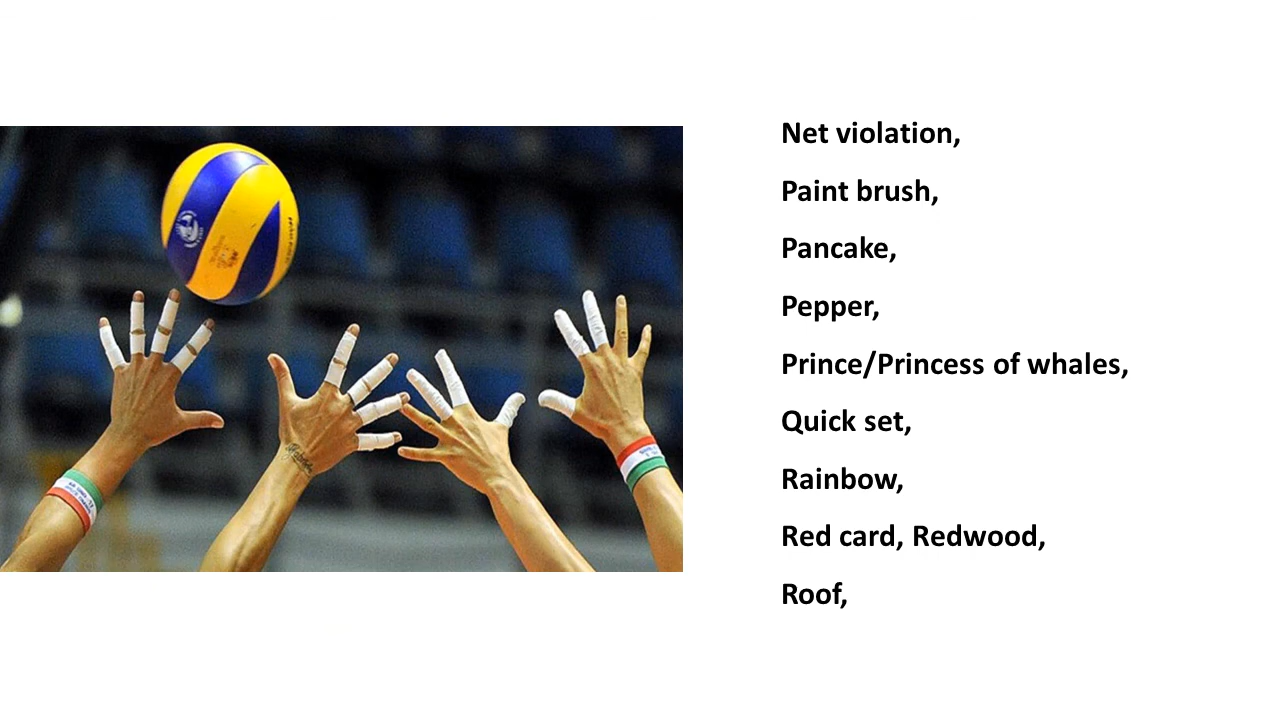 Net violation,
Paint brush,
Pancake,
Pepper,
Prince/Princess of whales,
Quick set,
Rainbow,
Red card, Redwood,
Roof,